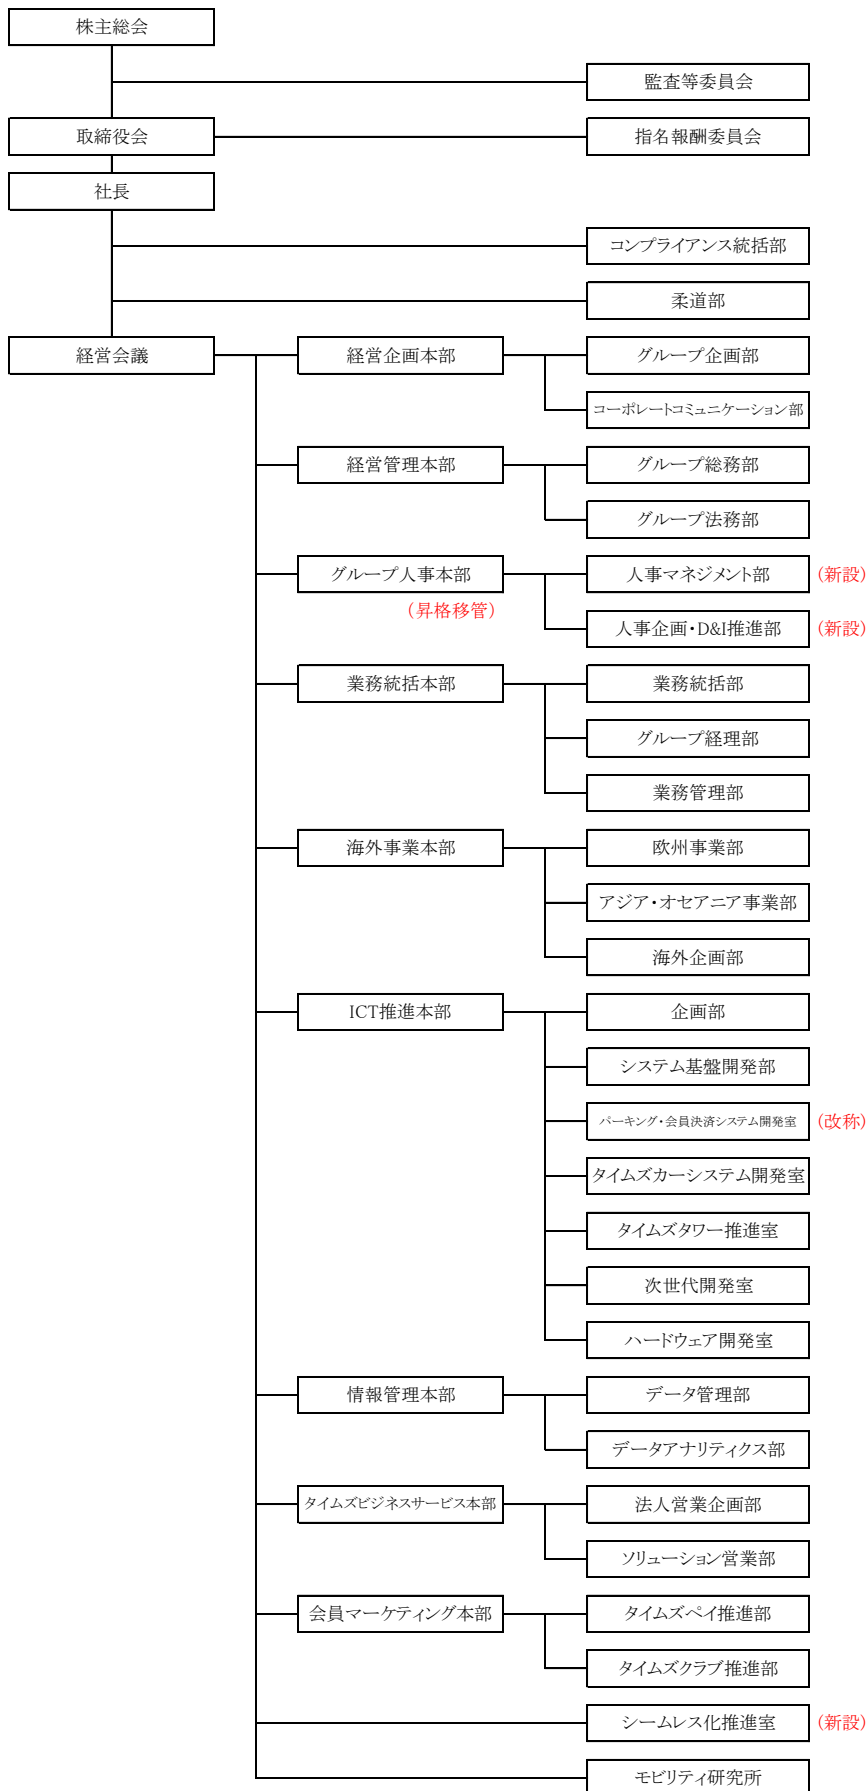 株主総会
監査等委員会
取締役会
指名報酬委員会
社長
コンプライアンス統括部
柔道部
経営会議
経営企画本部
グループ企画部
コーポレートコミュニケーション部
経営管理本部
グループ総務部
グループ法務部
グループ人事本部
(昇格移管)
人事マネジメント部
(新設)
人事企画・D&I推進部
(新設)
業務統括本部
業務統括部
グループ経理部
業務管理部
海外事業本部
欧州事業部
アジア・オセアニア事業部
海外企画部
ICT推進本部
企画部
システム基盤開発部
パーキング・会員決済システム開発室
(改称)
タイムズカーシステム開発室
タイムズタワー推進室
次世代開発室
ハードウェア開発室
情報管理本部
データ管理部
データアナリティクス部
タイムズビジネスサービス本部
法人営業企画部
ソリューション営業部
会員マーケティング本部
タイムズペイ推進部
タイムズクラブ推進部
シームレス化推進室
(新設)
モビリティ研究所